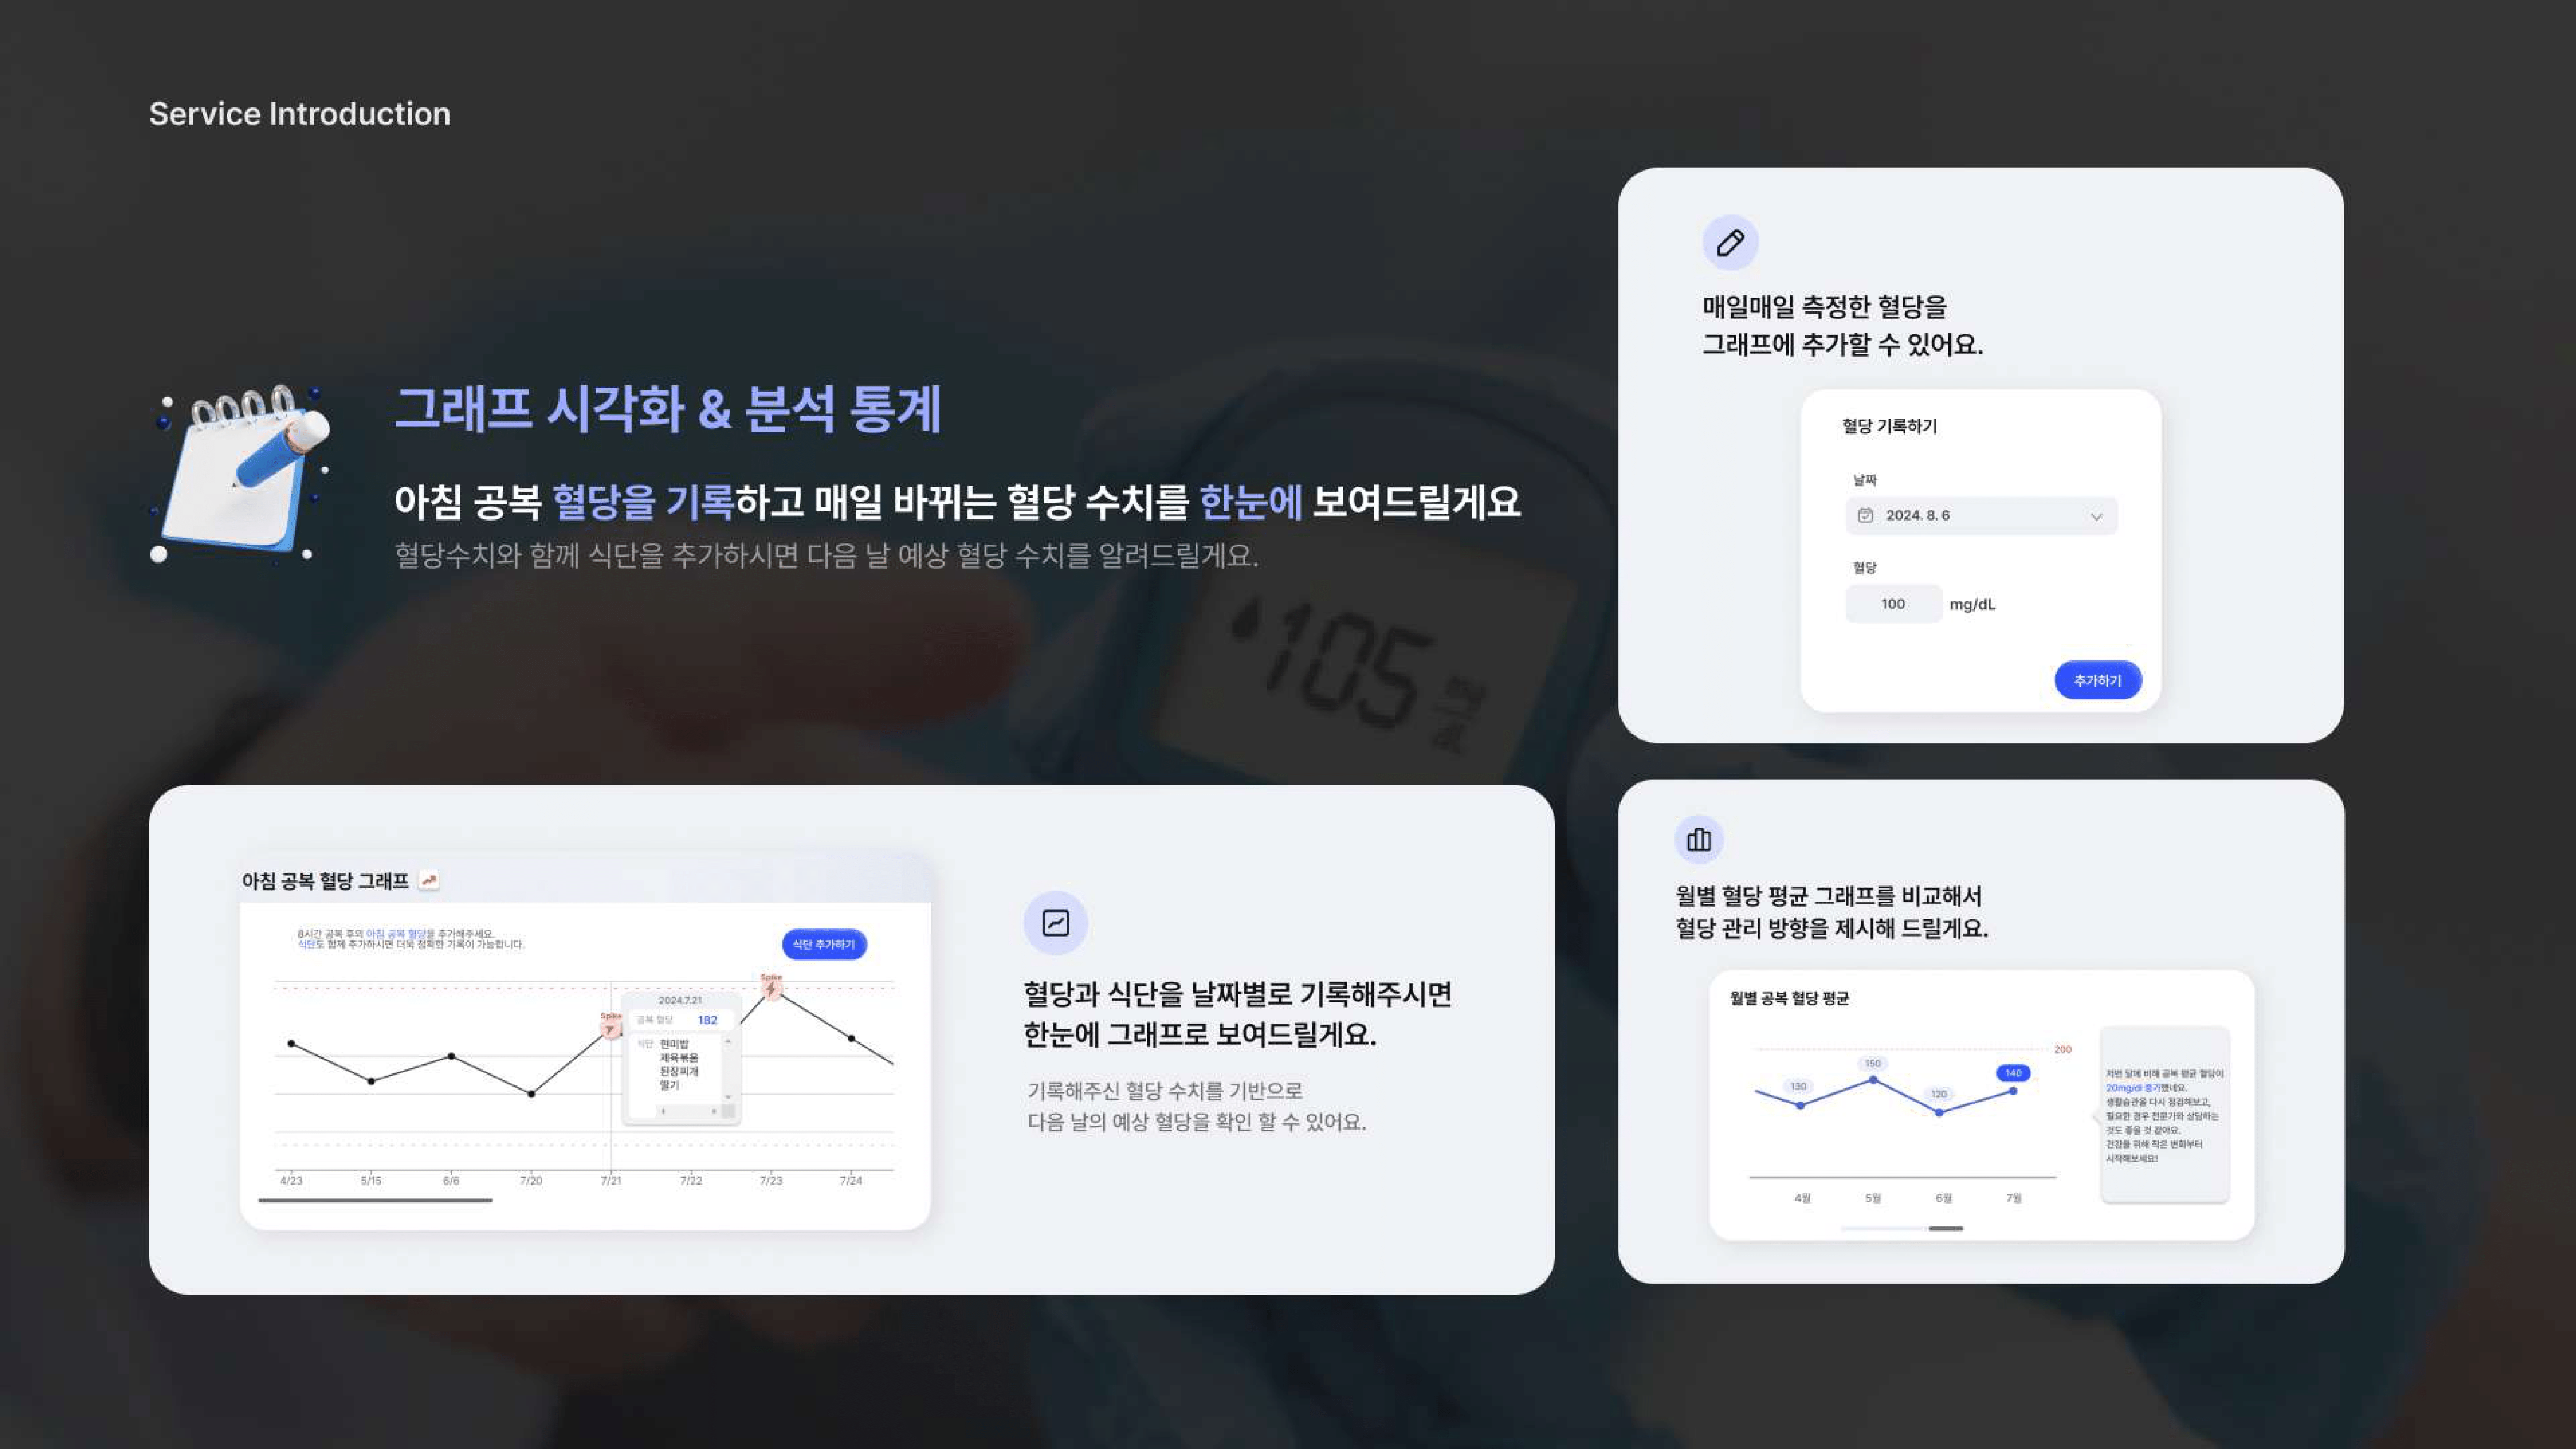 Service Introduction
그래프 시각화 & 분석 통계
아침 공복 혈당을 기록하고 매일 바뀌는 혈당 수치를 한눈에 보여드릴게요
혈당수치와 함께 식단을 추가하시면 다음 날 예상 혈당 수치를 알려드릴게요.
105
mg/dL
매일매일 측정한 혈당을
그래프에 추가할 수 있어요.
혈당 기록하기
날짜
2024. 8. 6
혈당
100 mg/dL
추가하기
아침 공복 혈당 그래프
8시간 공복 후의 아침 공복 혈당을 추가해주세요.
식단도 함께 추가하시면 더욱 정확한 기록이 가능합니다.
식단 추가하기
Spike
Spike
2024.7.21
공복 혈당 182
식단 현미밥
제육볶음
된장찌개
딸기
4/23 5/15 6/6 7/20 7/21 7/22 7/23 7/24
혈당과 식단을 날짜별로 기록해주시면
한눈에 그래프로 보여드릴게요.
기록해주신 혈당 수치를 기반으로
다음 날의 예상 혈당을 확인 할 수 있어요.
월별 혈당 평균 그래프를 비교해서
혈당 관리 방향을 제시해 드릴게요.
월별 공복 혈당 평균
200
130 150 120 140
4월 5월 6월 7월
저번 달에 비해 공복 평균 혈당이
20mg/dl 증가했네요.
생활습관을 다시 점검해보고,
필요한 경우 전문가와 상담하는
것도 좋을 것 같아요.
건강을 위해 작은 변화부터
시작해보세요!